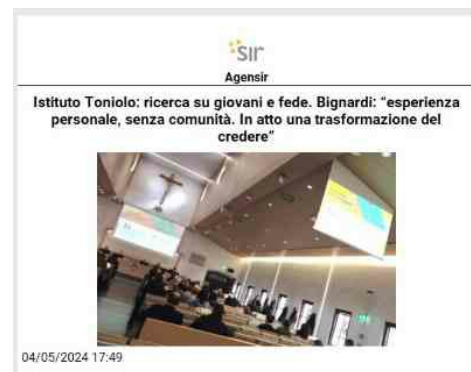 sir
Agensir
Istituto Toniolo: ricerca su giovani e fede. Bignardi: “esperienza
personale, senza comunità. In atto una trasformazione del
credere”
04/05/2024 17:49